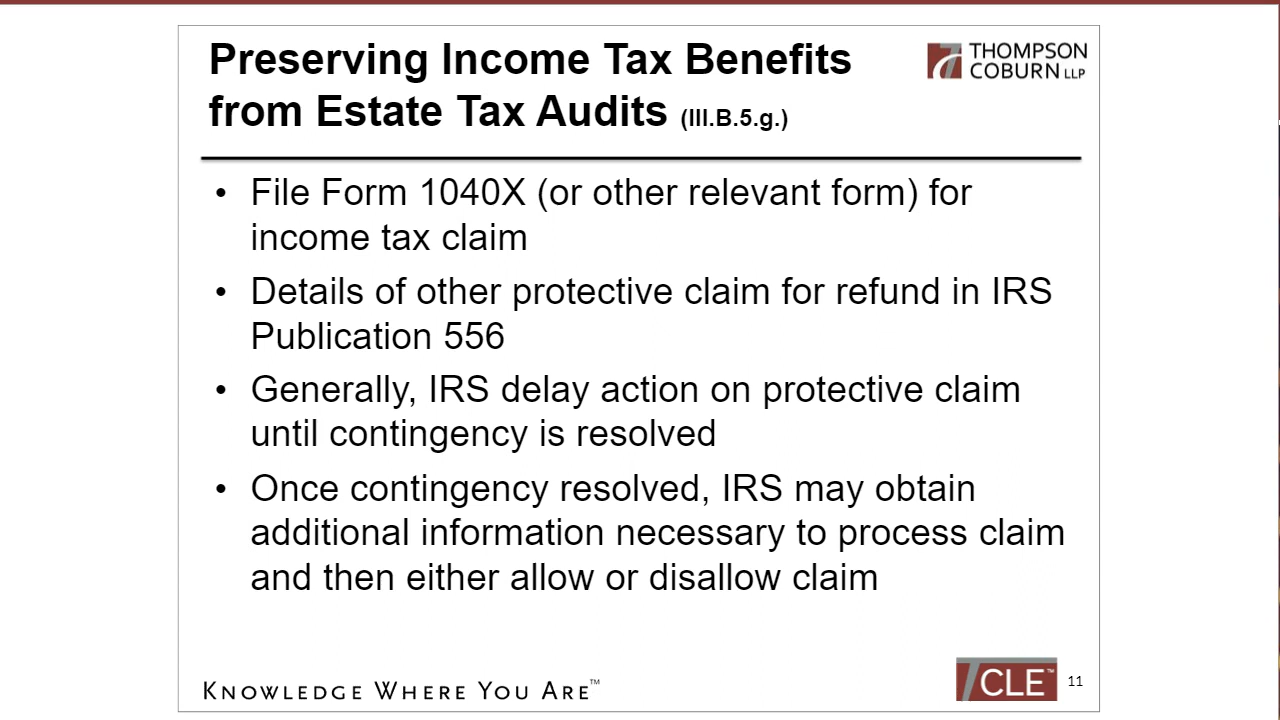 Preserving Income Tax Benefits
from Estate Tax Audits (III.B.5.g.)
THOMPSON
COBURN LLP
• File Form 1040X (or other relevant form) for
income tax claim
• Details of other protective claim for refund in IRS
Publication 556
• Generally, IRS delay action on protective claim
until contingency is resolved
• Once contingency resolved, IRS may obtain
additional information necessary to process claim
and then either allow or disallow claim
KNOWLEDGE WHERE YOU ARE™
CLE™
11